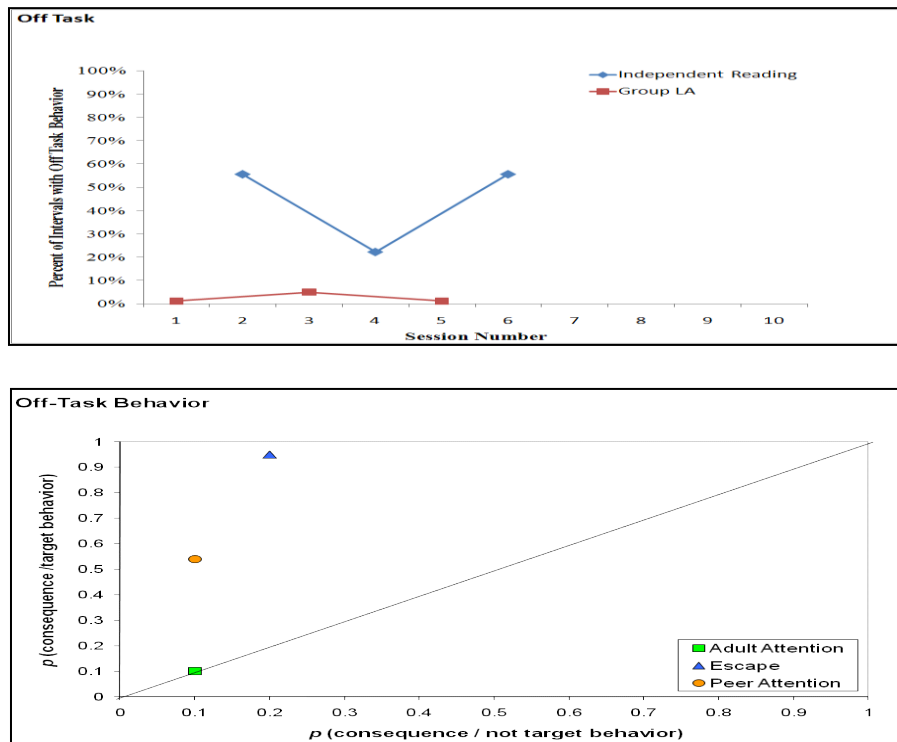 Off Task
Independent Reading
Group LA
Percent of Intervals with Off Task Behavior
100%
90%
80%
70%
60%
50%
40%
30%
20%
10%
0%
1 2 3 4 5 6 7 8 9 10
Session Number
Off-Task Behavior
p (consequence /target behavior)
1
0.9
0.8
0.7
0.6
0.5
0.4
0.3
0.2
0.1
0
Adult Attention
Escape
Peer Attention
0 0.1 0.2 0.3 0.4 0.5 0.6 0.7 0.8 0.9 1
p (consequence / not target behavior)